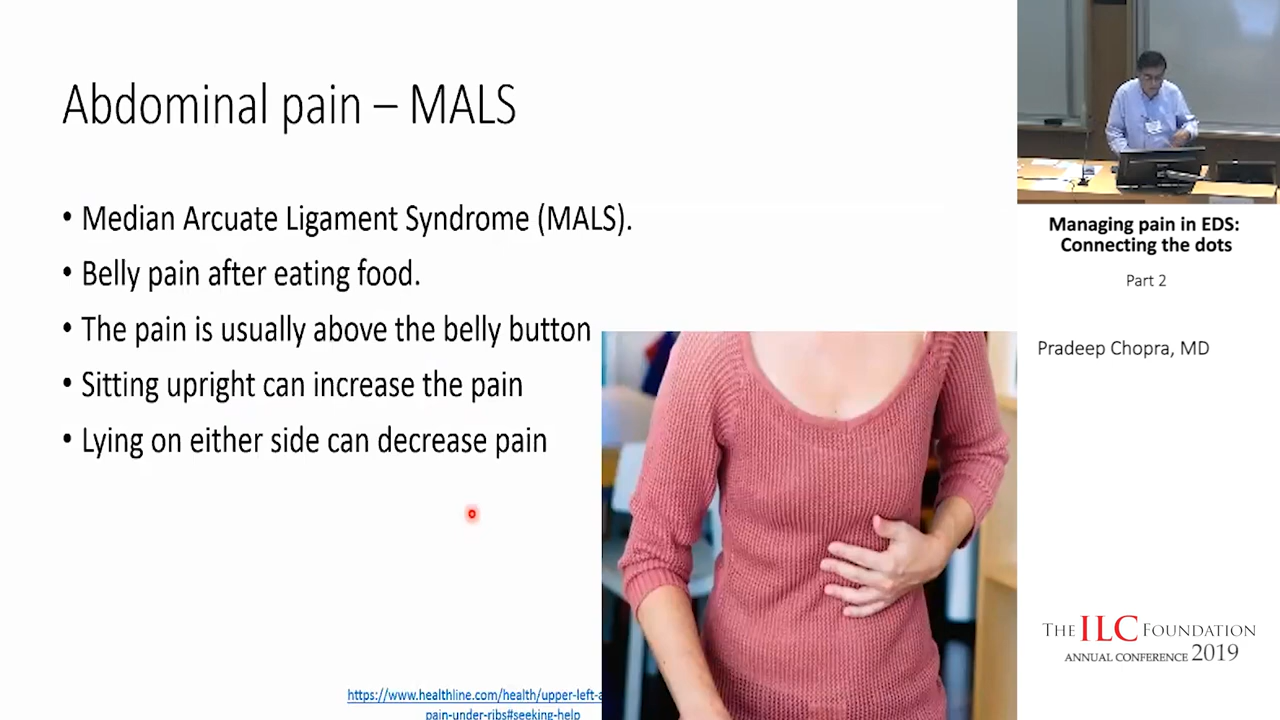 Abdominal pain – MALS
• Median Arcuate Ligament Syndrome (MALS).
• Belly pain after eating food.
• The pain is usually above the belly button
• Sitting upright can increase the pain
• Lying on either side can decrease pain
https://www.healthline.com/health/upper-left-a
pain-under-ribs#seeking-help
Managing pain in EDS:
Connecting the dots
Part 2
Pradeep Chopra, MD
THE ILC FOUNDATION
ANNUAL CONFERENCE 2019